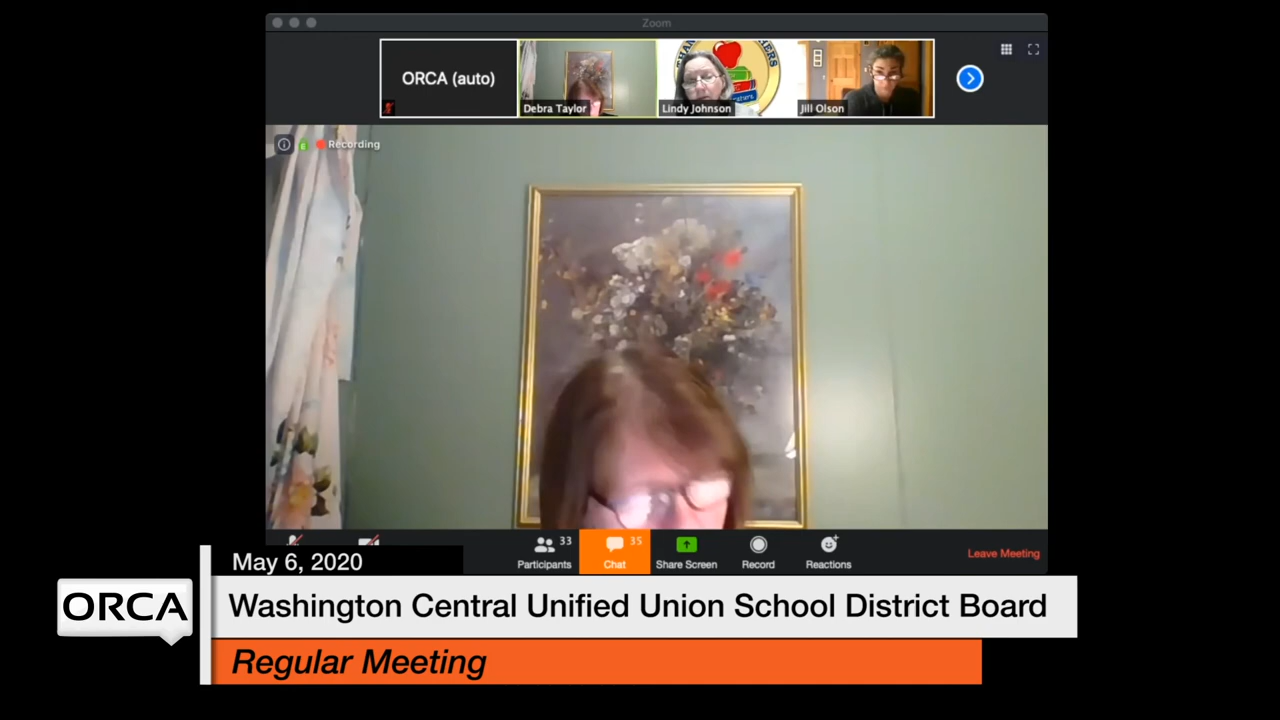 Zoom
ORCA (auto)
Debra Taylor
Lindy Johnson
Jill Olson
Recording
33
35
Participants
Chat
Share Screen
Record
Reactions
Leave Meeting
May 6, 2020
ORCA
Washington Central Unified Union School District Board
Regular Meeting